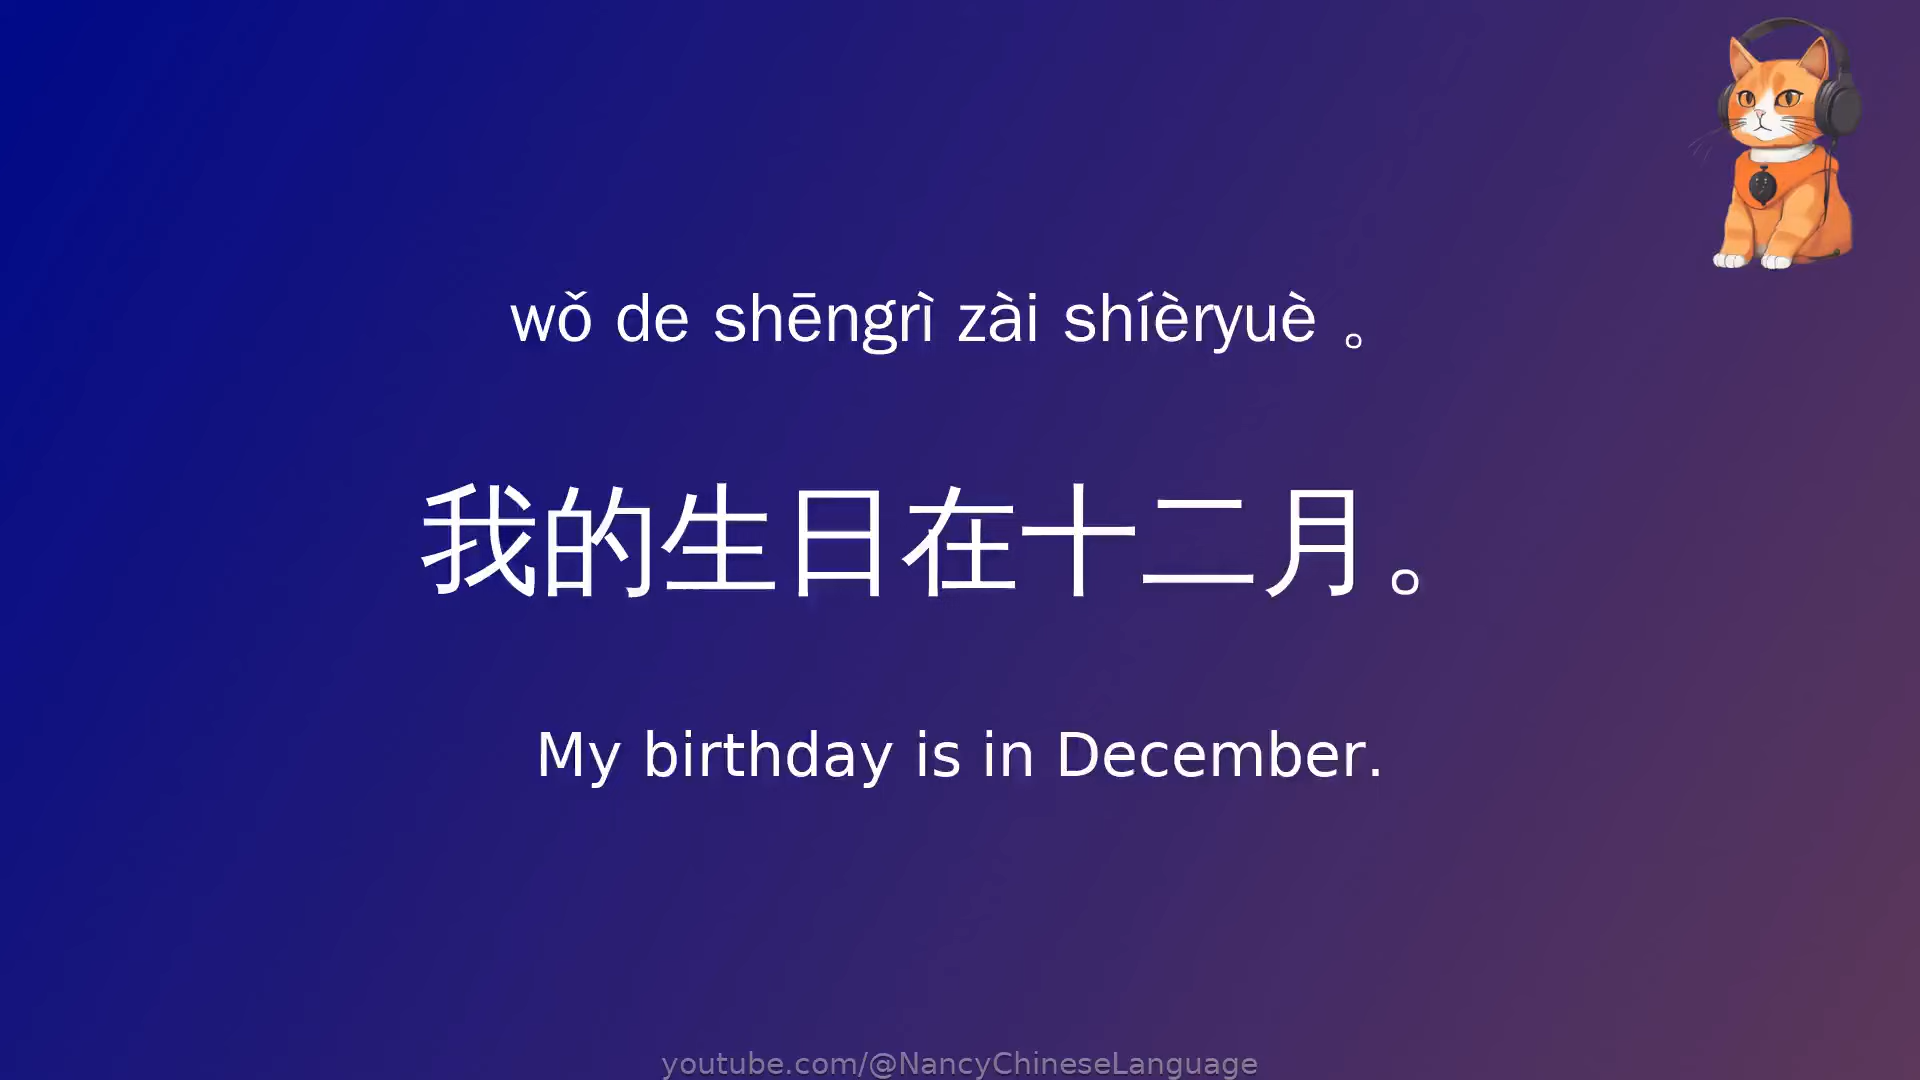 wǒ de shēngrì zài shíèryuè 。
我的生日在十二月。
My birthday is in December.
youtube.com/@NancyChineseLanguage